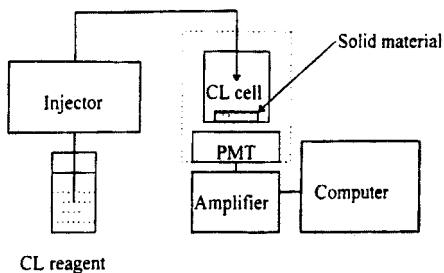 Solid material
Injector
CL cell
PMT
Amplifier
Computer
CL reagent